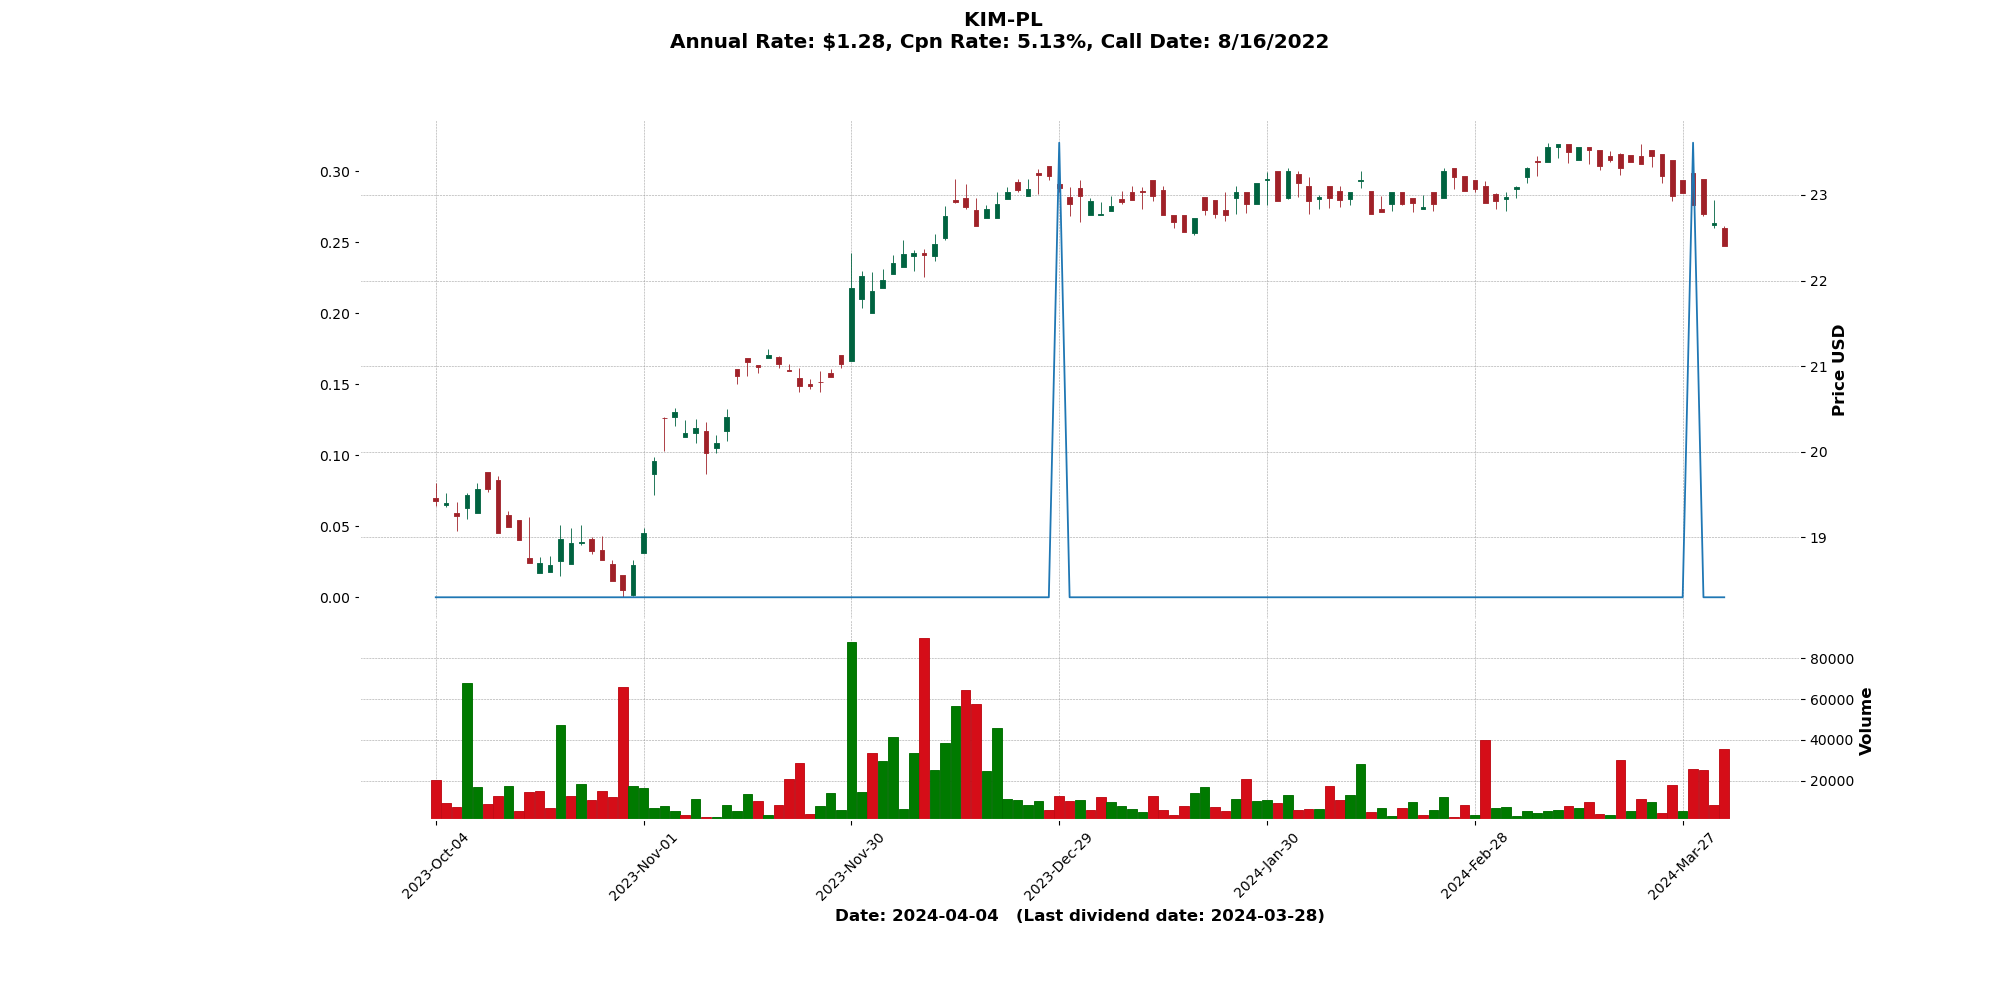 KIM-PL
Annual Rate: $1.28, Cpn Rate: 5.13%, Call Date: 8/16/2022
0.30
0.25
0.20
0.15
0.10
0.05
0.00
23
22
21
20
19
Price USD
80000
60000
40000
20000
Volume
2023-Oct-04
2023-Nov-01
2023-Nov-30
2023-Dec-29
2024-Jan-30
2024-Feb-28
2024-Mar-27
Date: 2024-04-04 (Last dividend date: 2024-03-28)